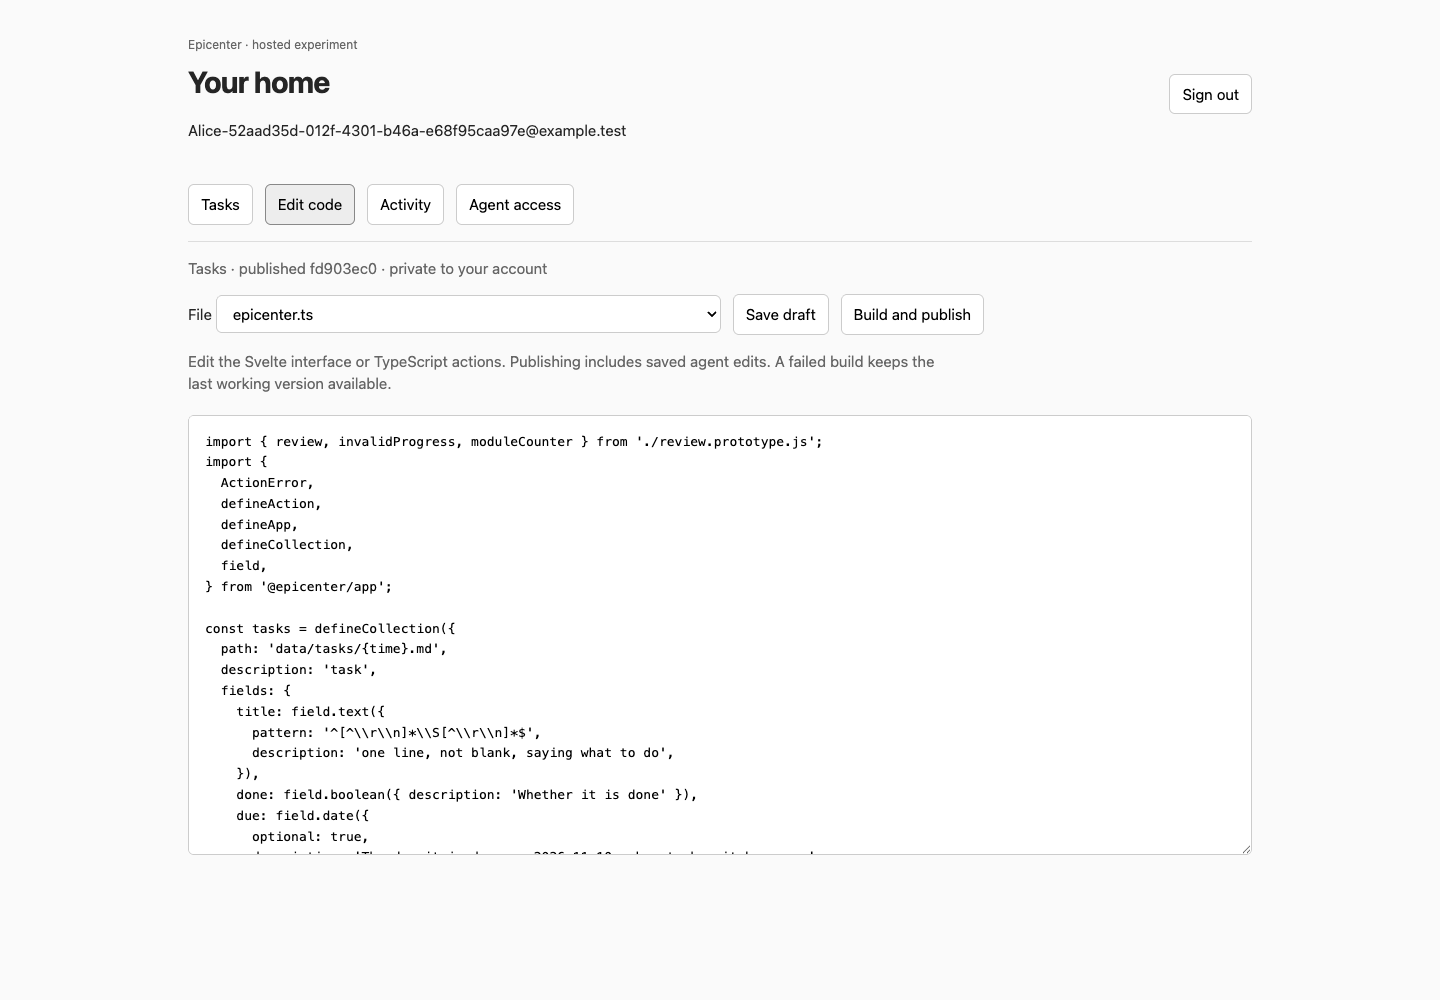 Epicenter · hosted experiment
Your home
Sign out
Alice-52aad35d-012f-4301-b46a-e68f95caa97e@example.test
Tasks
Edit code
Activity
Agent access
Tasks · published fd903ec0 · private to your account
File
epicenter.ts
Save draft
Build and publish
Edit the Svelte interface or TypeScript actions. Publishing includes saved agent edits. A failed build keeps the
last working version available.
import { review, invalidProgress, moduleCounter } from './review.prototype.js';
import {
  ActionError,
  defineAction,
  defineApp,
  defineCollection,
  field,
} from '@epicenter/app';

const tasks = defineCollection({
  path: 'data/tasks/{time}.md',
  description: 'task',
  fields: {
    title: field.text({
      pattern: '^[^\\r\\n]*\\S[^\\r\\n]*$',
      description: 'one line, not blank, saying what to do',
    }),
    done: field.boolean({ description: 'Whether it is done' }),
    due: field.date({
      optional: true,